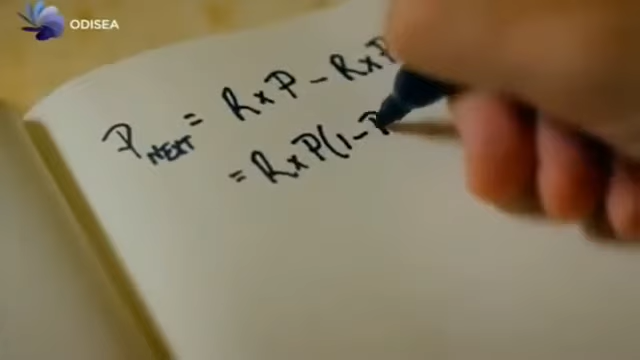 ODISEA
P NEXT = R x P - R x P
= R x P (1 - P